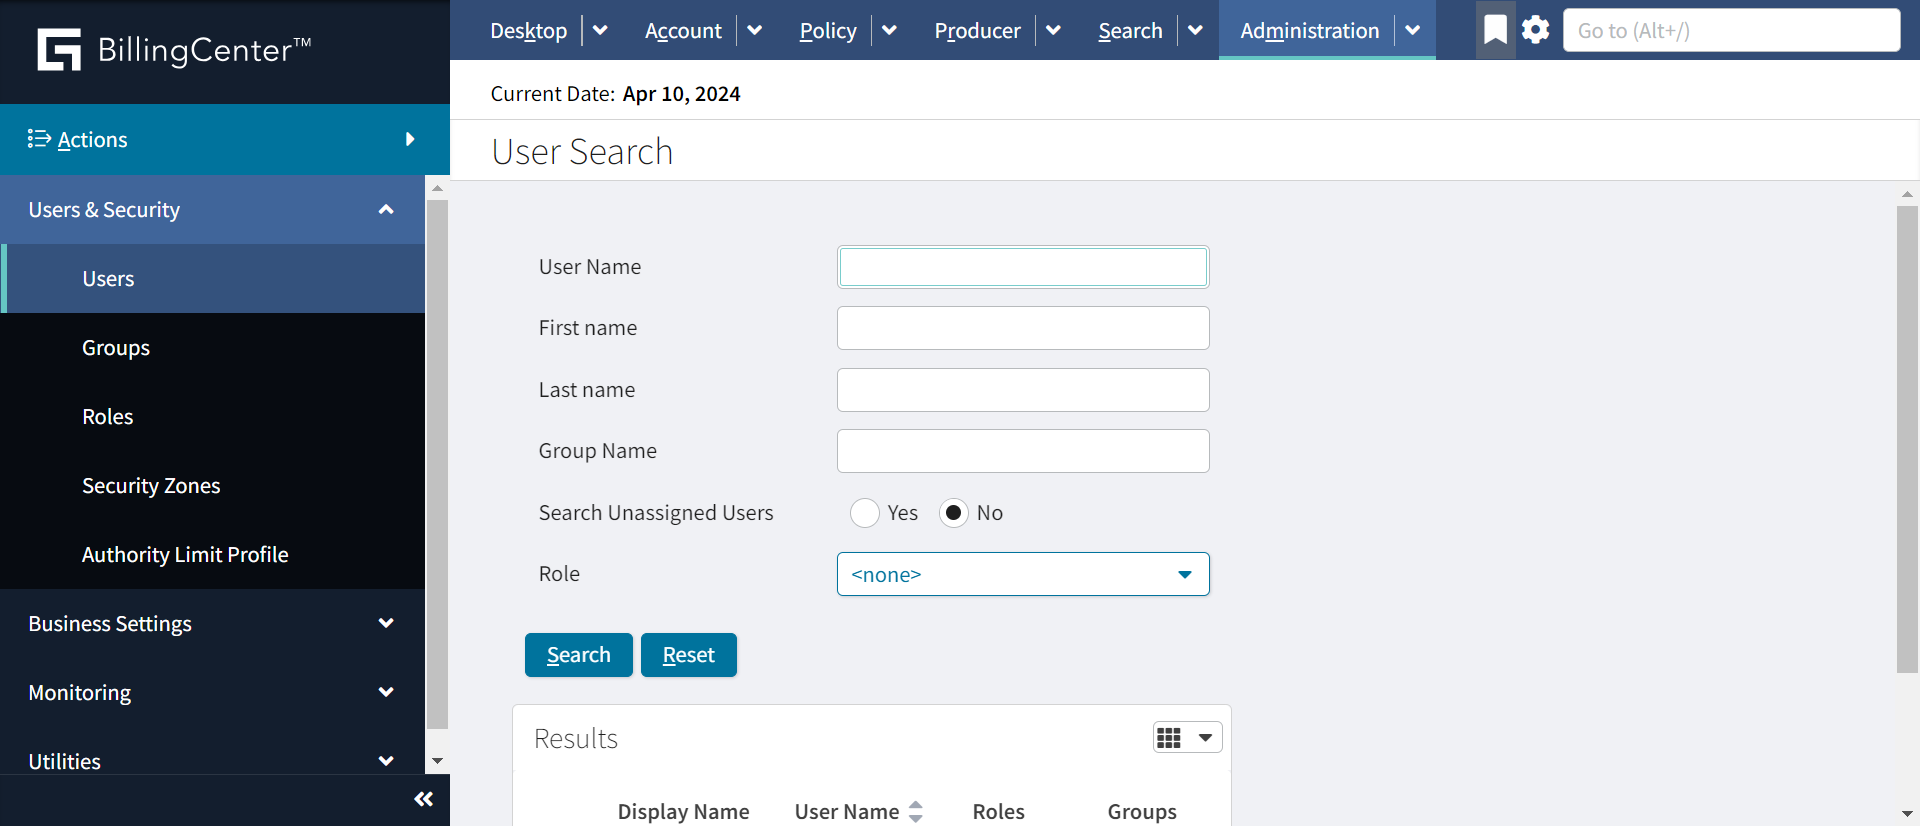 BillingCenter™
Desktop
Account
Policy
Producer
Search
Administration
Go to (Alt+/)
Current Date: Apr 10, 2024
Actions
User Search
Users & Security
Users
Groups
Roles
Security Zones
Authority Limit Profile
Business Settings
Monitoring
Utilities
User Name
First name
Last name
Group Name
Search Unassigned Users Yes No
Role <none>
Search Reset
Results
Display Name User Name Roles Groups